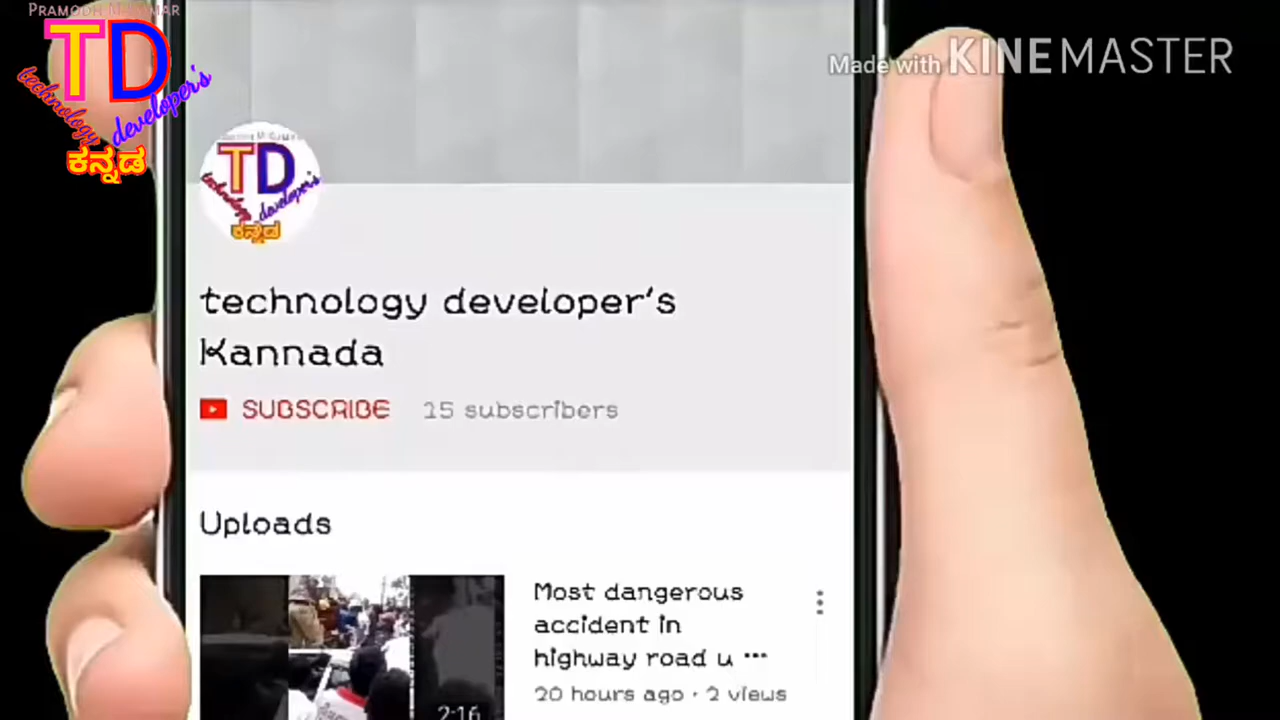 TD
technology developer's
ಕನ್ನಡ
Made with KINEMASTER
TD
technology developer's
ಕನ್ನಡ
technology developer's
Kannada
SUBSCRIBE 15 subscribers
Uploads
Most dangerous
accident in
highway road u ...
20 hours ago · 2 views
2:16